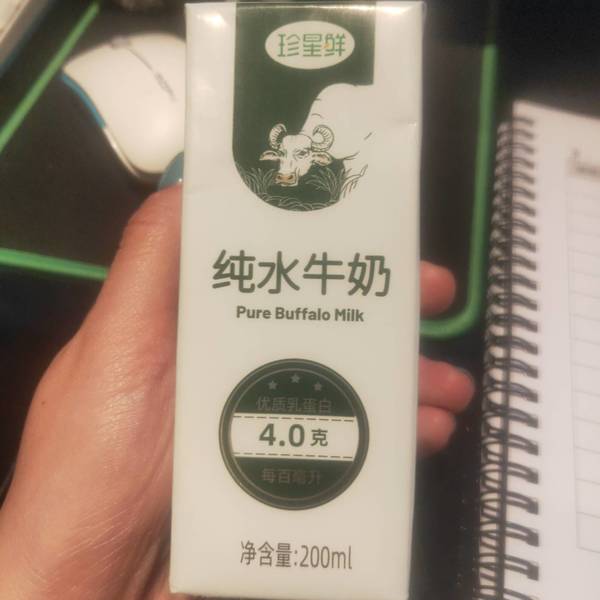 珍星鲜
纯水牛奶
Pure Buffalo Milk
优质乳蛋白
4.0克
每百毫升
净含量:200ml